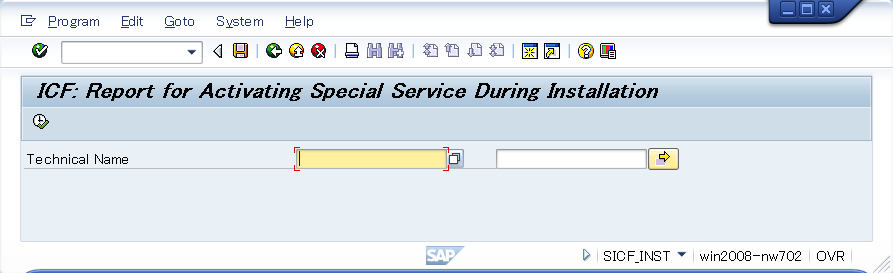 Program Edit Goto System Help
ICF: Report for Activating Special Service During Installation
Technical Name
SAP SICF_INST win2008-nw702 OVR